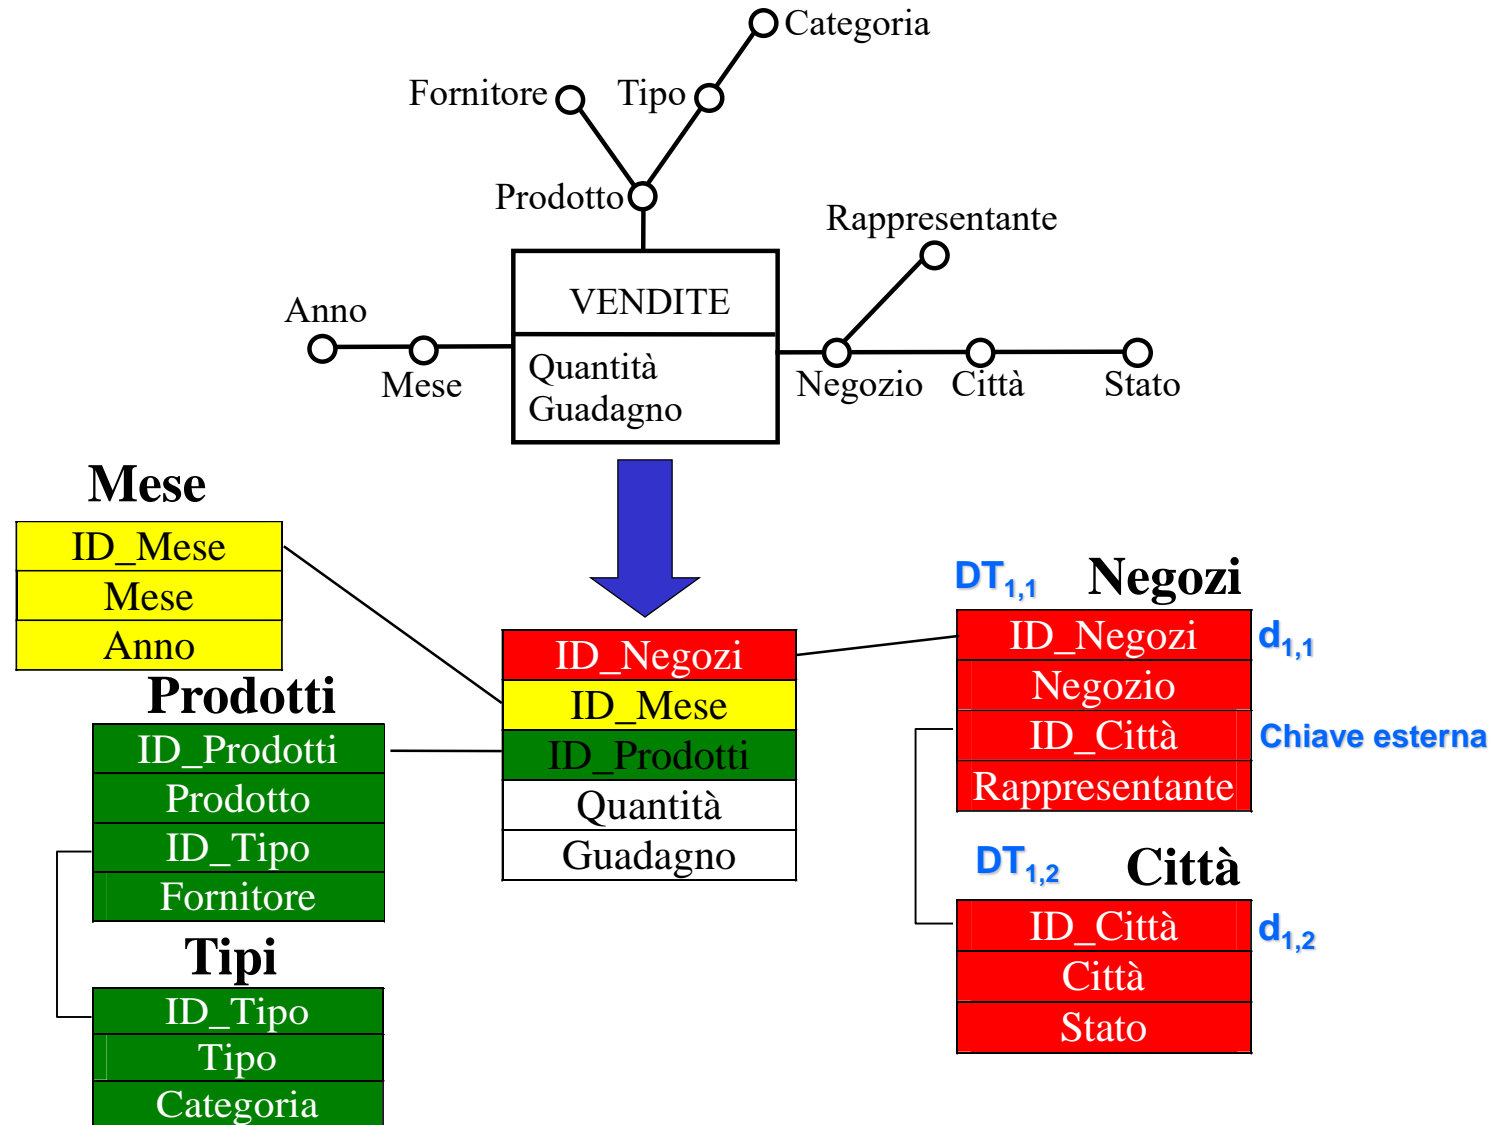 Categoria
Fornitore
Tipo
Prodotto
Rappresentante
VENDITE
Anno
Quantità
Guadagno
Mese
Negozio
Città
Stato
Mese
ID_Mese
Mese
Anno
Prodotti
ID_Prodotti
Prodotto
ID_Tipo
Fornitore
Tipi
ID_Tipo
Tipo
Categoria
ID_Negozi
ID_Mese
ID_Prodotti
Quantità
Guadagno
DT1,1
Negozi
ID_Negozi
d1,1
Negozio
ID_Città
Chiave esterna
Rappresentante
DT1,2
Città
ID_Città
d1,2
Città
Stato